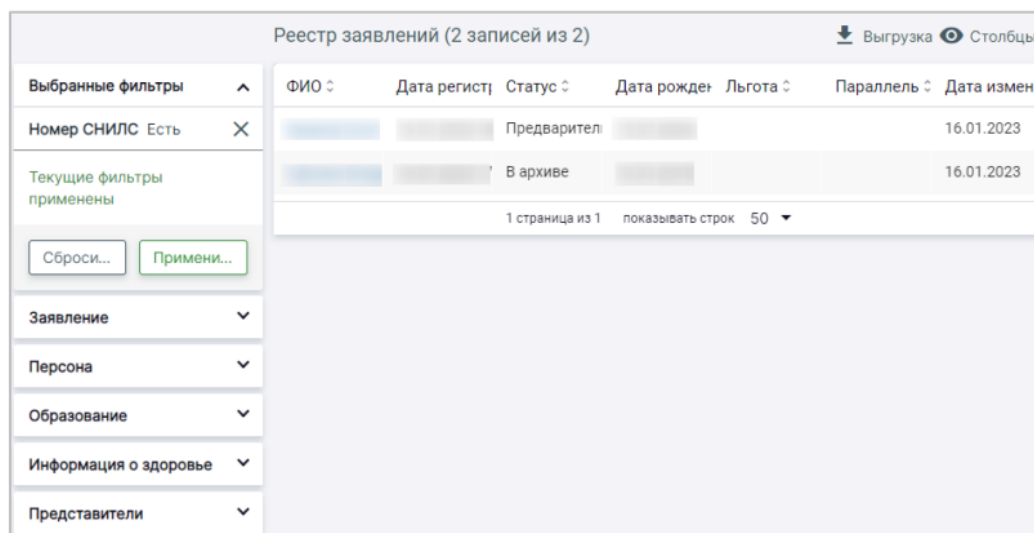 Реестр заявлений (2 записей из 2)
Выгрузка Столбцы
Выбранные фильтры
Номер СНИЛС Есть
Текущие фильтры
применены
Сброси... Примени...
Заявление
Персона
Образование
Информация о здоровье
Представители
ФИО Дата регистр Статус Дата рожден Льгота Параллель Дата измен
Предварител 16.01.2023
В архиве 16.01.2023
1 страница из 1 показывать строк 50